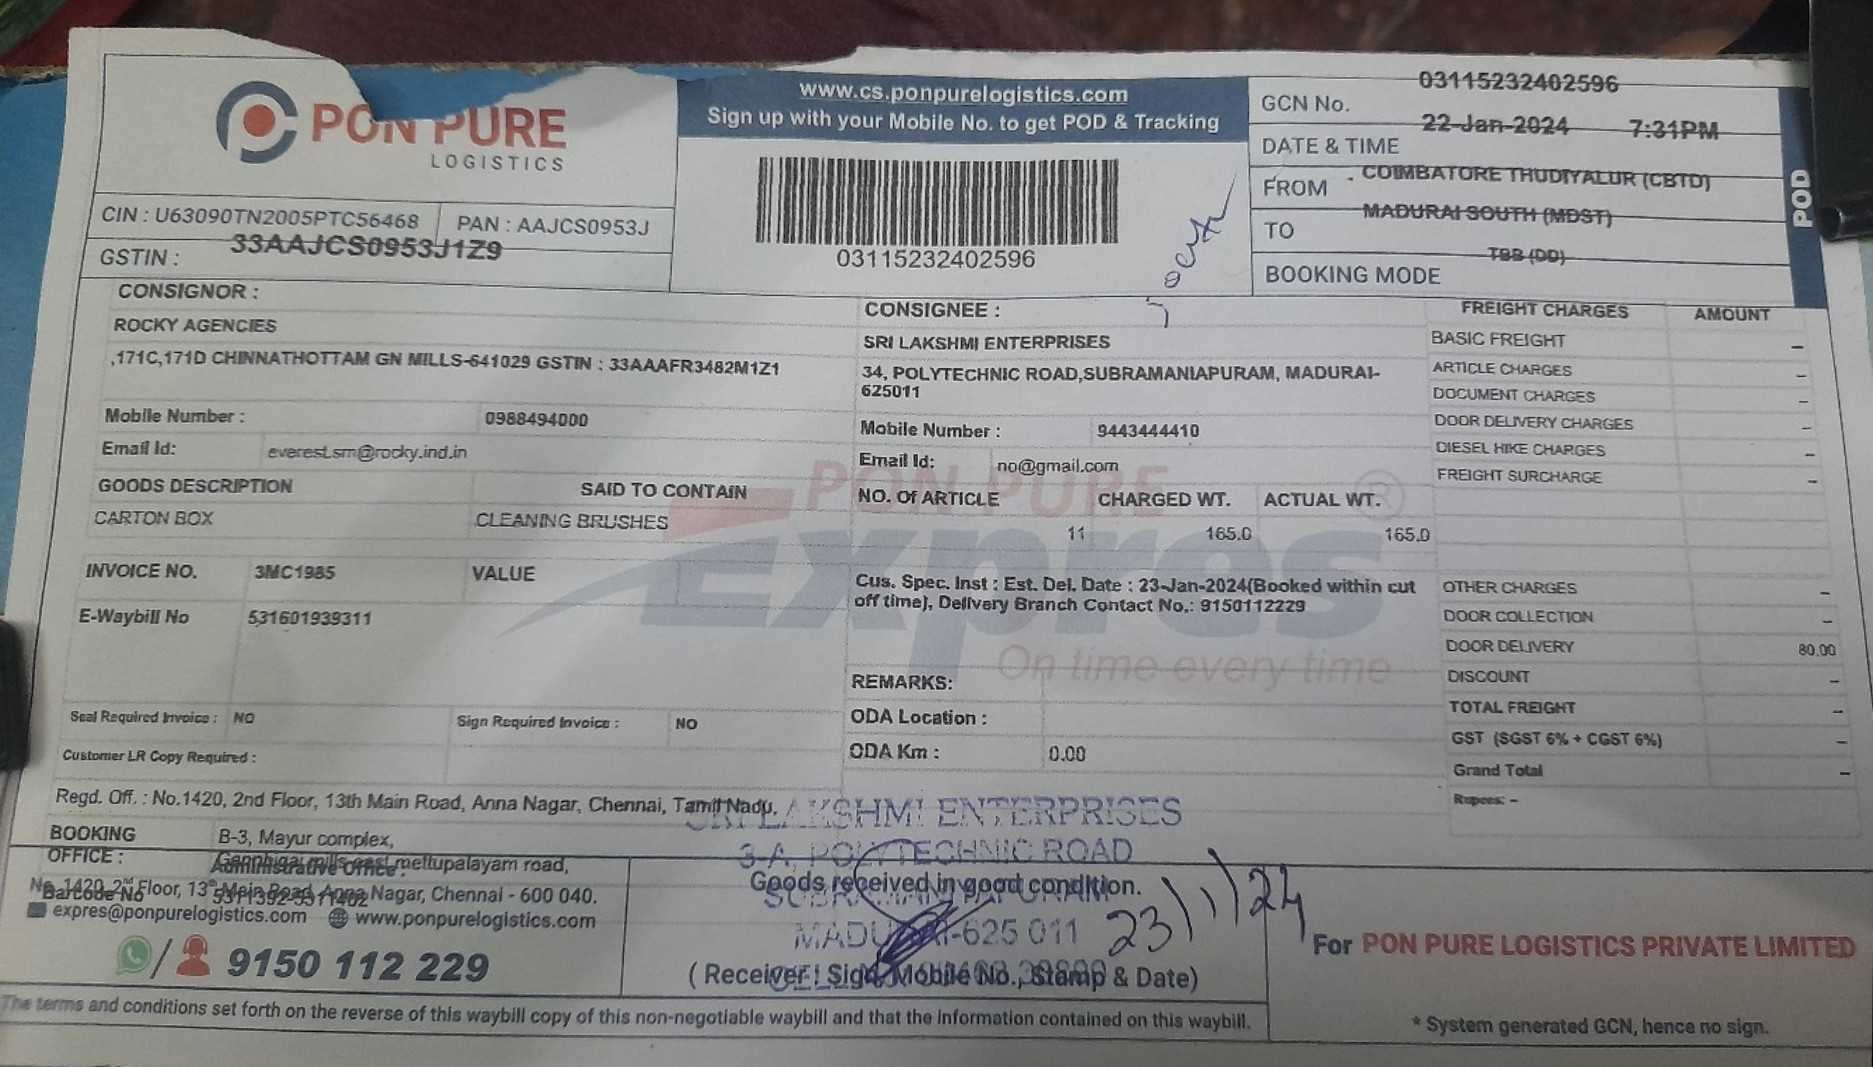 PON PURE
LOGISTICS
www.cs.ponpurelogistics.com
Sign up with your Mobile No. to get POD & Tracking
03115232402596
GCN No. 03115232402596
DATE & TIME 22-Jan-2024 7:31PM
FROM COIMBATORE THUDIYALUR (CBTD)
TO MADURAI SOUTH (MDST)
BOOKING MODE TBB (DD)
POD
CIN : U63090TN2005PTC56468 PAN : AAJCS0953J
GSTIN : 33AAJCS0953J1Z9
CONSIGNOR :
ROCKY AGENCIES
,171C,171D CHINNATHOTTAM GN MILLS-641029 GSTIN : 33AAAFR3482M1Z1
Mobile Number : 0988494000
Email Id: everest.sm@rocky.ind.in
CONSIGNEE :
SRI LAKSHMI ENTERPRISES
34, POLYTECHNIC ROAD,SUBRAMANIAPURAM, MADURAI-
625011
Mobile Number : 9443444410
Email Id: no@gmail.com
GOODS DESCRIPTION SAID TO CONTAIN
CARTON BOX CLEANING BRUSHES
NO. Of ARTICLE CHARGED WT. ACTUAL WT.
11 165.0 165.0
PON PURE
Expres
On time every time
INVOICE NO. 3MC1985 VALUE
E-Waybill No 531601939311
Cus. Spec. Inst : Est. Del. Date : 23-Jan-2024(Booked within cut
off time), Delivery Branch Contact No.: 9150112229
REMARKS:
ODA Location :
ODA Km : 0.00
Seal Required Invoice : NO Sign Required Invoice : NO
Customer LR Copy Required :
FREIGHT CHARGES AMOUNT
BASIC FREIGHT –
ARTICLE CHARGES –
DOCUMENT CHARGES –
DOOR DELIVERY CHARGES –
DIESEL HIKE CHARGES –
FREIGHT SURCHARGE –
OTHER CHARGES –
DOOR COLLECTION –
DOOR DELIVERY 80.00
DISCOUNT –
TOTAL FREIGHT –
GST (SGST 6% + CGST 6%) –
Grand Total –
Rupees: –
Regd. Off. : No.1420, 2nd Floor, 13th Main Road, Anna Nagar, Chennai, Tamil Nadu.
BOOKING OFFICE : B-3, Mayur complex,
mettupalayam road,
Administrative Office :
No. 1420, 2nd Floor, 13th Main Road, Anna Nagar, Chennai - 600 040.
Barcode No 5311392-5311402
expres@ponpurelogistics.com www.ponpurelogistics.com
9150 112 229
LAKSHMI ENTERPRISES
3-A, POLYTECHNIC ROAD
SUBRAMANIAPURAM
MADURAI-625 011
Goods received in good condition.
23/1/24
( Receiver! Sign, Mobile No., Stamp & Date)
For PON PURE LOGISTICS PRIVATE LIMITED
The terms and conditions set forth on the reverse of this waybill copy of this non-negotiable waybill and that the Information contained on this waybill.
* System generated GCN, hence no sign.